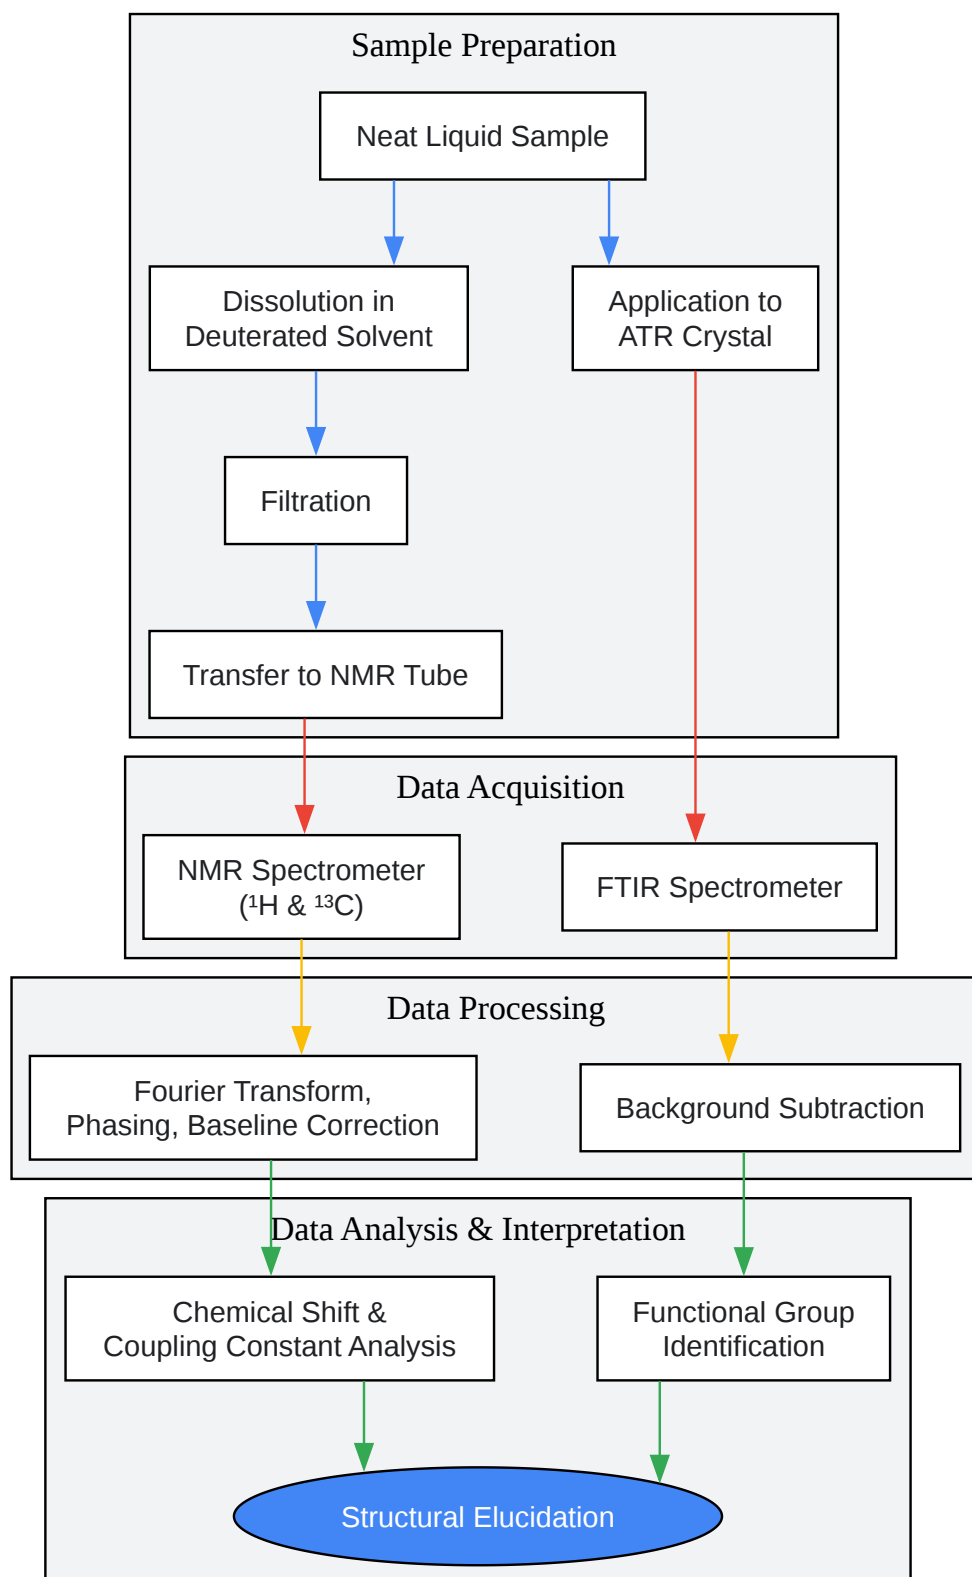 Sample Preparation
Neat Liquid Sample
Dissolution in
Deuterated Solvent
Application to
ATR Crystal
Filtration
Transfer to NMR Tube
Data Acquisition
NMR Spectrometer
(¹H & ¹³C)
FTIR Spectrometer
Data Processing
Fourier Transform,
Phasing, Baseline Correction
Background Subtraction
Data Analysis & Interpretation
Chemical Shift &
Coupling Constant Analysis
Functional Group
Identification
Structural Elucidation